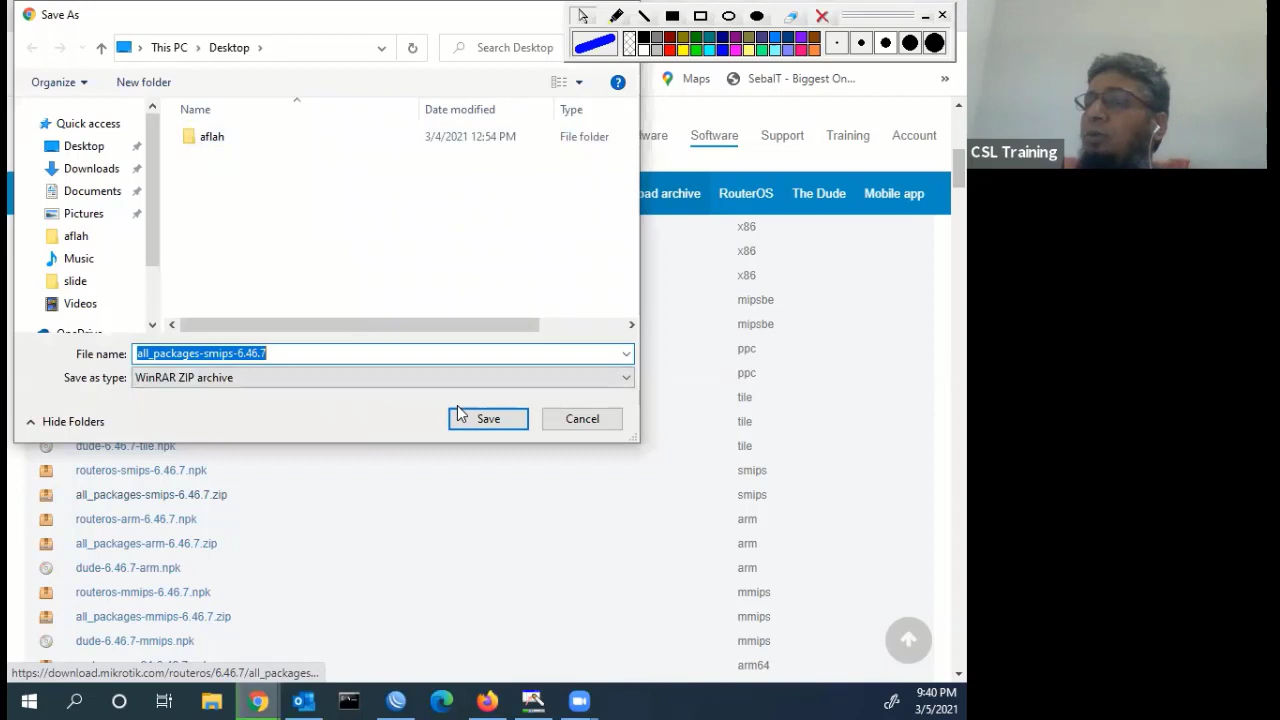 Save As
This PC > Desktop >
Search Desktop
Organize
New folder
Maps
SebaIT - Biggest On...
»
Name
Date modified
Type
Quick access
aflah
3/4/2021 12:54 PM
File folder
Desktop
Downloads
Documents
Pictures
aflah
Music
slide
Videos
OneDrive
ware
Software
Support
Training
Account
CSL Training
oad archive
RouterOS
The Dude
Mobile app
x86
x86
x86
mipsbe
mipsbe
File name: all_packages-smips-6.46.7
ppc
Save as type: WinRAR ZIP archive
ppc
tile
Hide Folders
Save
Cancel
tile
dude-6.46.7-tile.npk
tile
routeros-smips-6.46.7.npk
smips
all_packages-smips-6.46.7.zip
smips
routeros-arm-6.46.7.npk
arm
all_packages-arm-6.46.7.zip
arm
dude-6.46.7-arm.npk
arm
routeros-mmips-6.46.7.npk
mmips
all_packages-mmips-6.46.7.zip
mmips
dude-6.46.7-mmips.npk
mmips
arm64
https://download.mikrotik.com/routeros/6.46.7/all_packages...
9:40 PM
3/5/2021